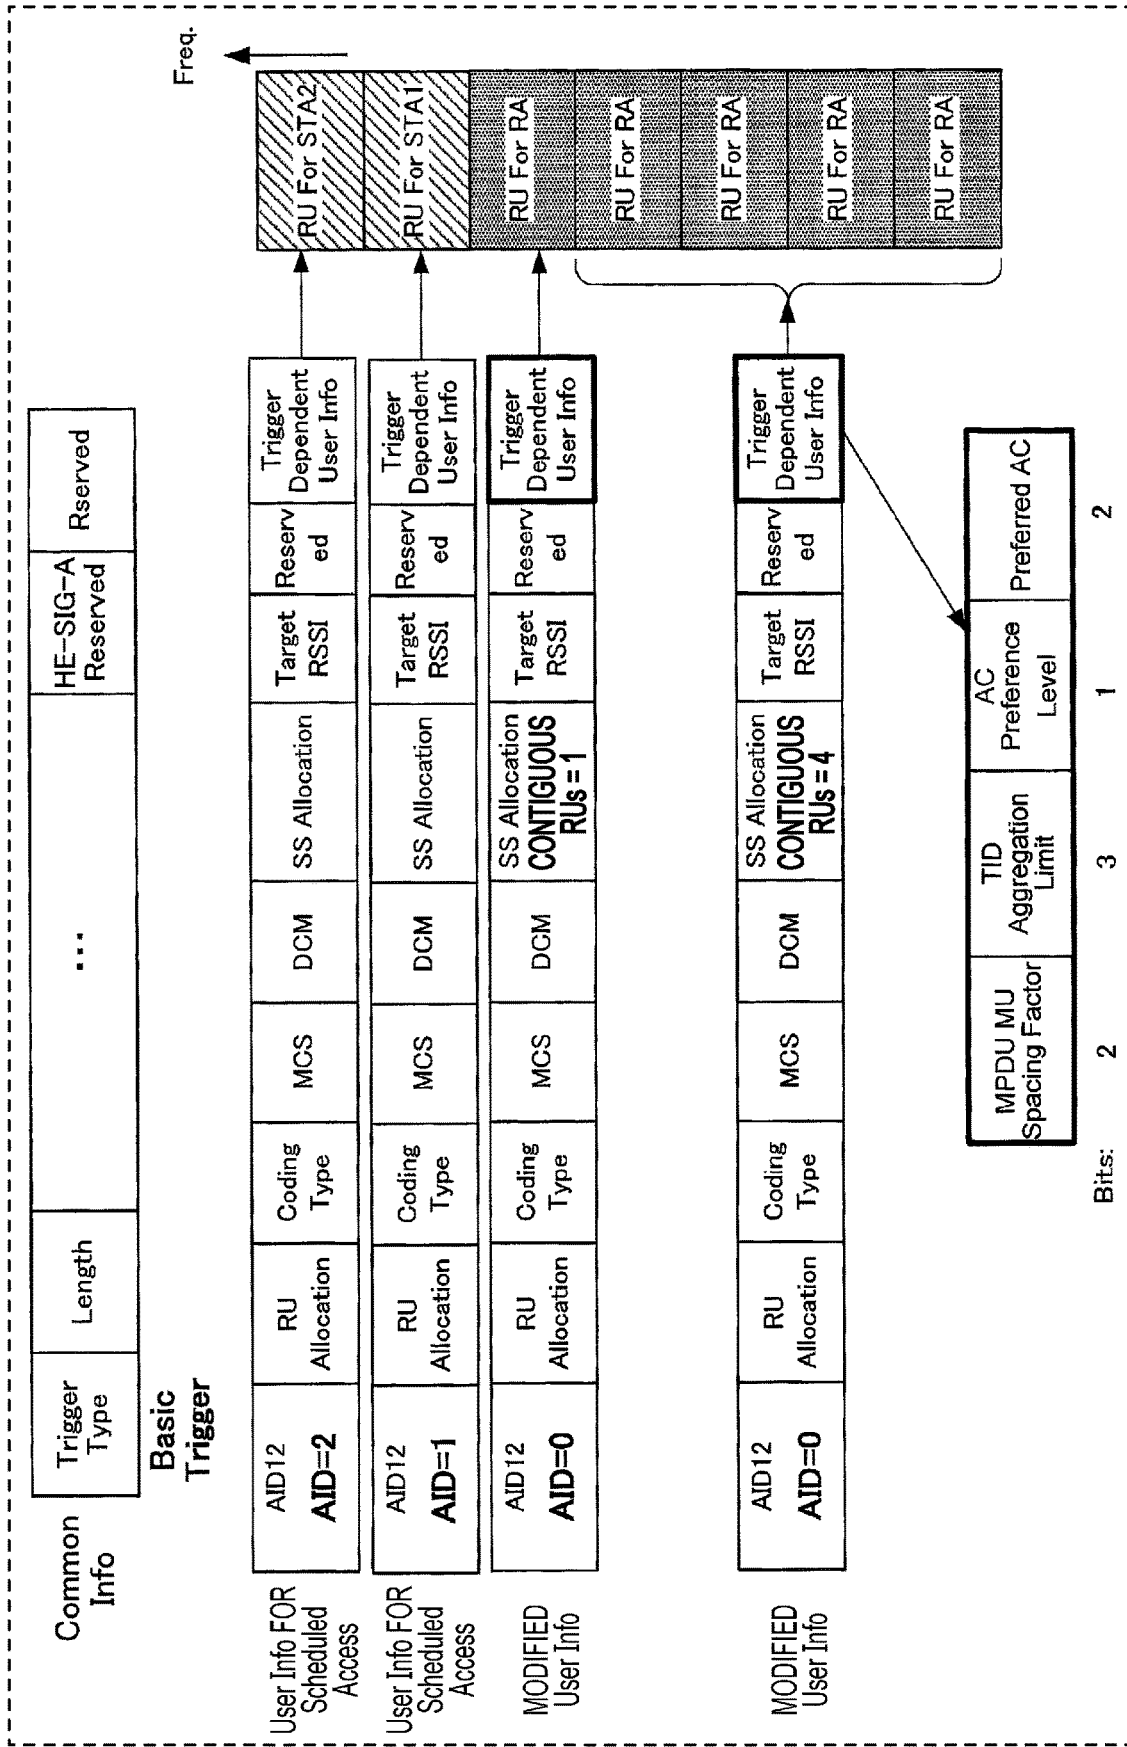 Common
Info
Trigger
Type
Length
...
HE-SIG-A
Reserved
Rserved
Basic
Trigger
Freq.
User Info FOR
Scheduled
Access
AID12
AID=2
RU
Allocation
Coding
Type
MCS
DCM
SS Allocation
Target
RSSI
Reserv
ed
Trigger
Dependent
User Info
RU For STA2
User Info FOR
Scheduled
Access
AID12
AID=1
RU
Allocation
Coding
Type
MCS
DCM
SS Allocation
Target
RSSI
Reserv
ed
Trigger
Dependent
User Info
RU For STA1
MODIFIED
User Info
AID12
AID=0
RU
Allocation
Coding
Type
MCS
DCM
SS Allocation
CONTIGUOUS
RUs = 1
Target
RSSI
Reserv
ed
Trigger
Dependent
User Info
RU For RA
MODIFIED
User Info
AID12
AID=0
RU
Allocation
Coding
Type
MCS
DCM
SS Allocation
CONTIGUOUS
RUs = 4
Target
RSSI
Reserv
ed
Trigger
Dependent
User Info
RU For RA
RU For RA
RU For RA
RU For RA
MPDU MU
Spacing Factor
TID
Aggregation
Limit
AC
Preference
Level
Preferred AC
Bits: 2 3 1 2